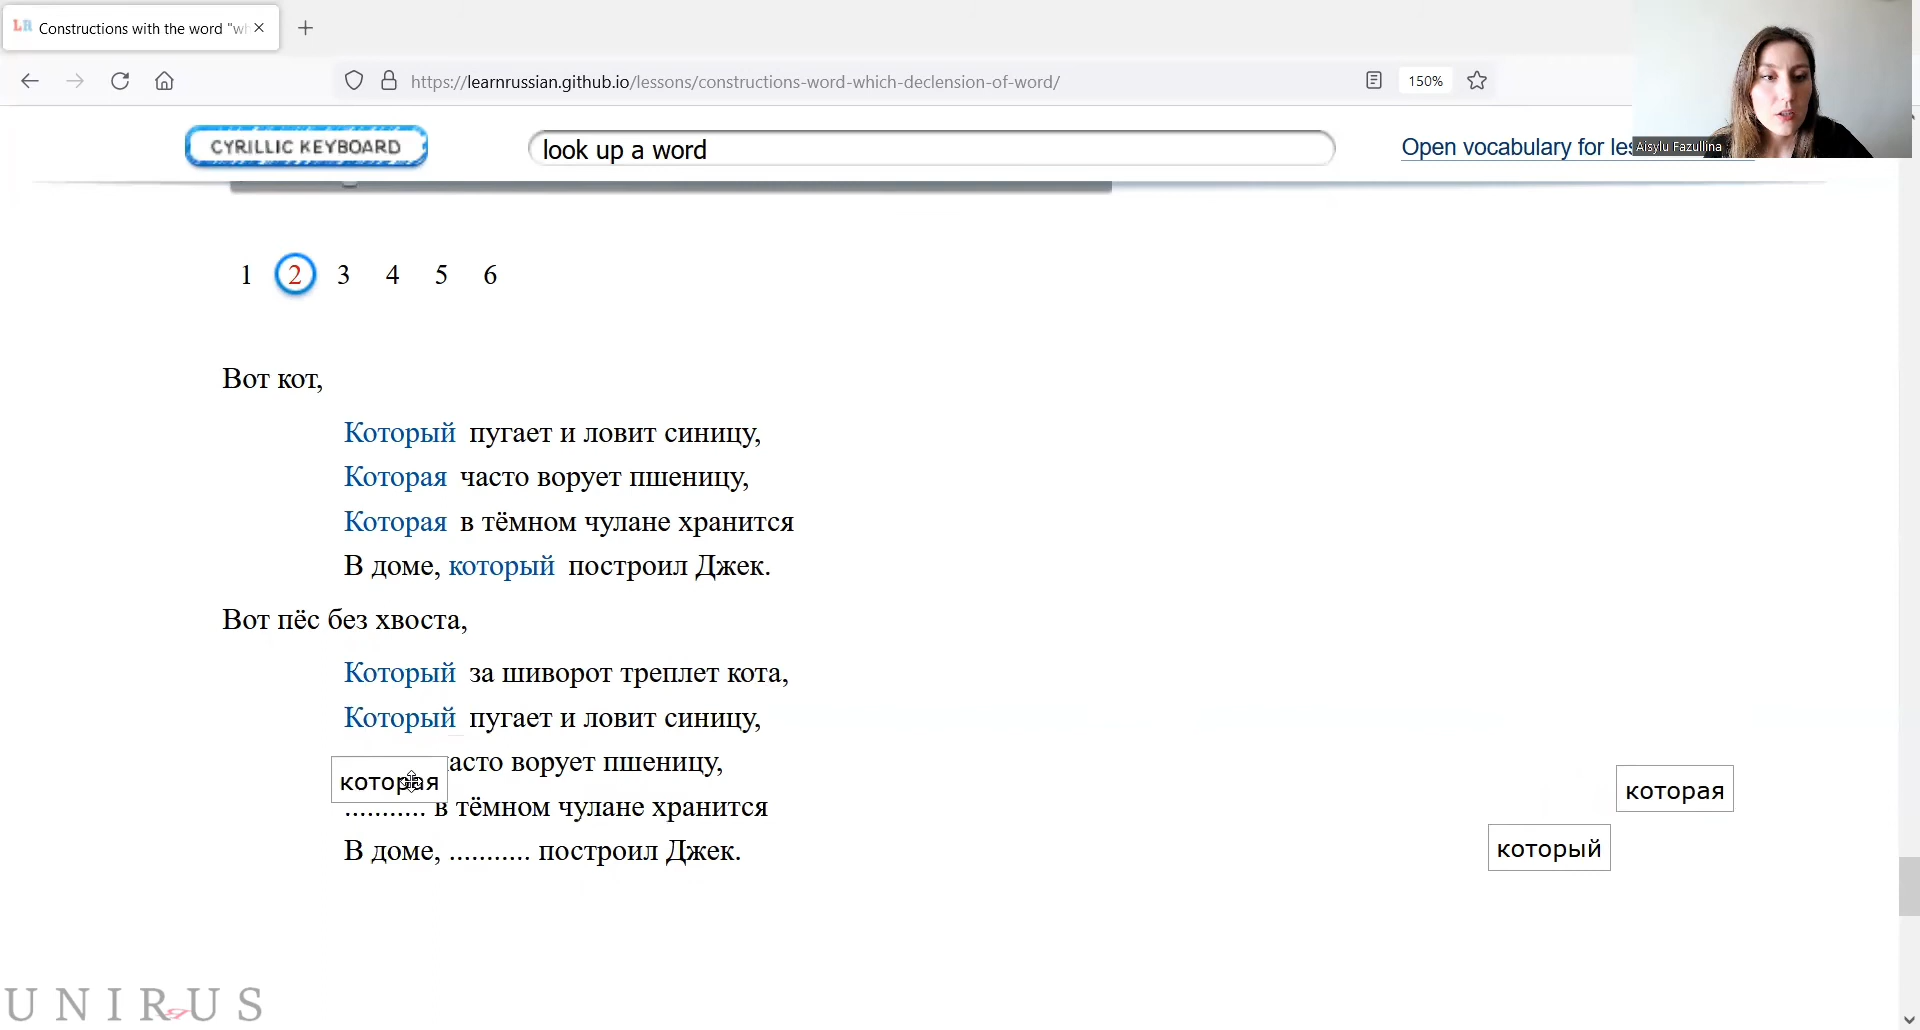 LR Constructions with the word "wh
https://learnrussian.github.io/lessons/constructions-word-which-declension-of-word/
150%
CYRILLIC KEYBOARD
look up a word
Open vocabulary for les
Aisylu Fazullina
1 2 3 4 5 6
Вот кот,
Который пугает и ловит синицу,
Которая часто ворует пшеницу,
Которая в тёмном чулане хранится
В доме, который построил Джек.
Вот пёс без хвоста,
Который за шиворот треплет кота,
Который пугает и ловит синицу,
асто ворует пшеницу,
которая
которая
........... в тёмном чулане хранится
В доме, ........... построил Джек.
который
UNIRUS